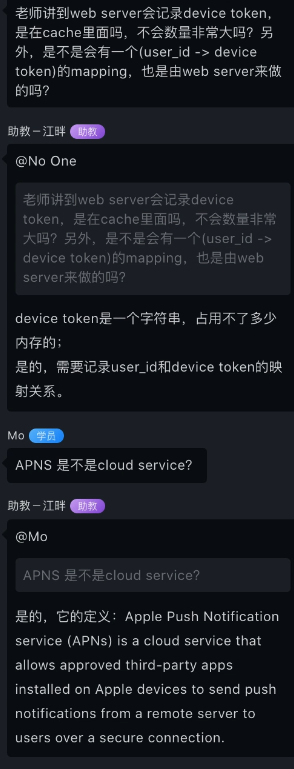 老师讲到web server会记录device token,
是在cache里面吗，不会数量非常大吗？另
外，是不是会有一个(user_id -> device
token)的mapping，也是由web server来做
的吗？
助教－江畔 助教
@No One
老师讲到web server会记录device
token，是在cache里面吗，不会数量非常
大吗？另外，是不是会有一个(user_id ->
device token)的mapping，也是由web
server来做的吗？
device token是一个字符串，占用不了多少
内存的；
是的，需要记录user_id和device token的映
射关系。
Mo 学员
APNS 是不是cloud service?
助教－江畔 助教
@Mo
APNS 是不是cloud service?
是的，它的定义：Apple Push Notification
service (APNs) is a cloud service that
allows approved third-party apps
installed on Apple devices to send push
notifications from a remote server to
users over a secure connection.